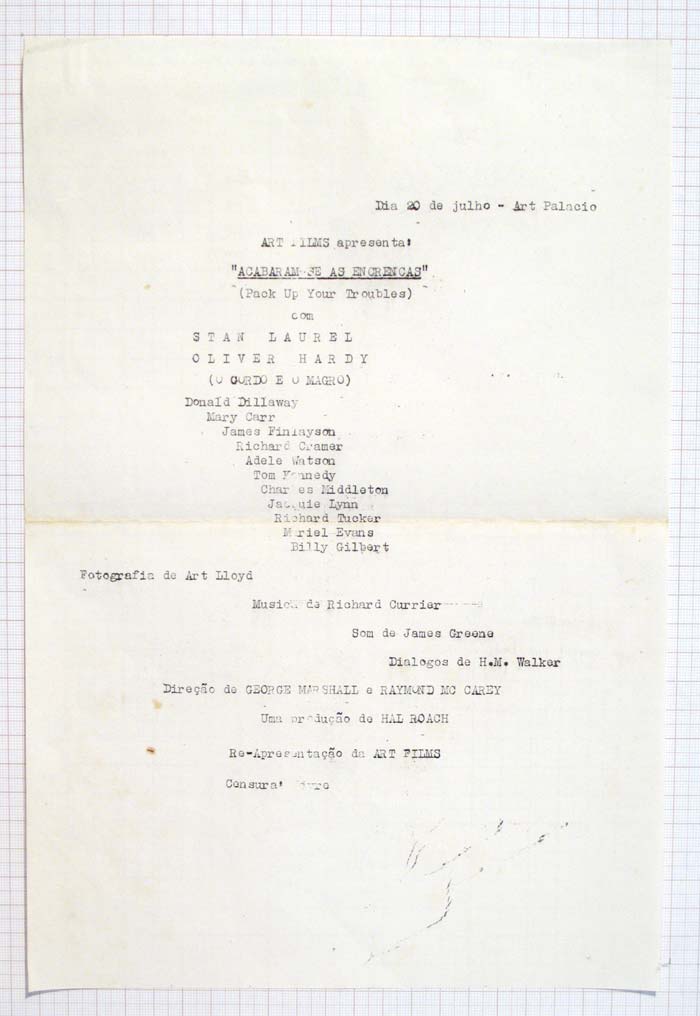 Dia 20 de julho - Art Palacio
ART FILMS apresenta:
"ACABARAM-SE AS ENCRENCAS"
(Pack Up Your Troubles)
com
STAN LAUREL
OLIVER HARDY
(O GORDO E O MAGRO)
Donald Dillaway
Mary Carr
James Finlayson
Richard Cramer
Adele Watson
Tom Kennedy
Charles Middleton
Jacquie Lynn
Richard Tucker
Muriel Evans
Billy Gilbert
Fotografia de Art Lloyd
Musica de Richard Currier
Som de James Greene
Dialogos de H.M. Walker
Direção de GEORGE MARSHALL e RAYMOND MC CAREY
Uma produção de HAL ROACH
Re-Apresentação da ART FILMS
Censura: Livre